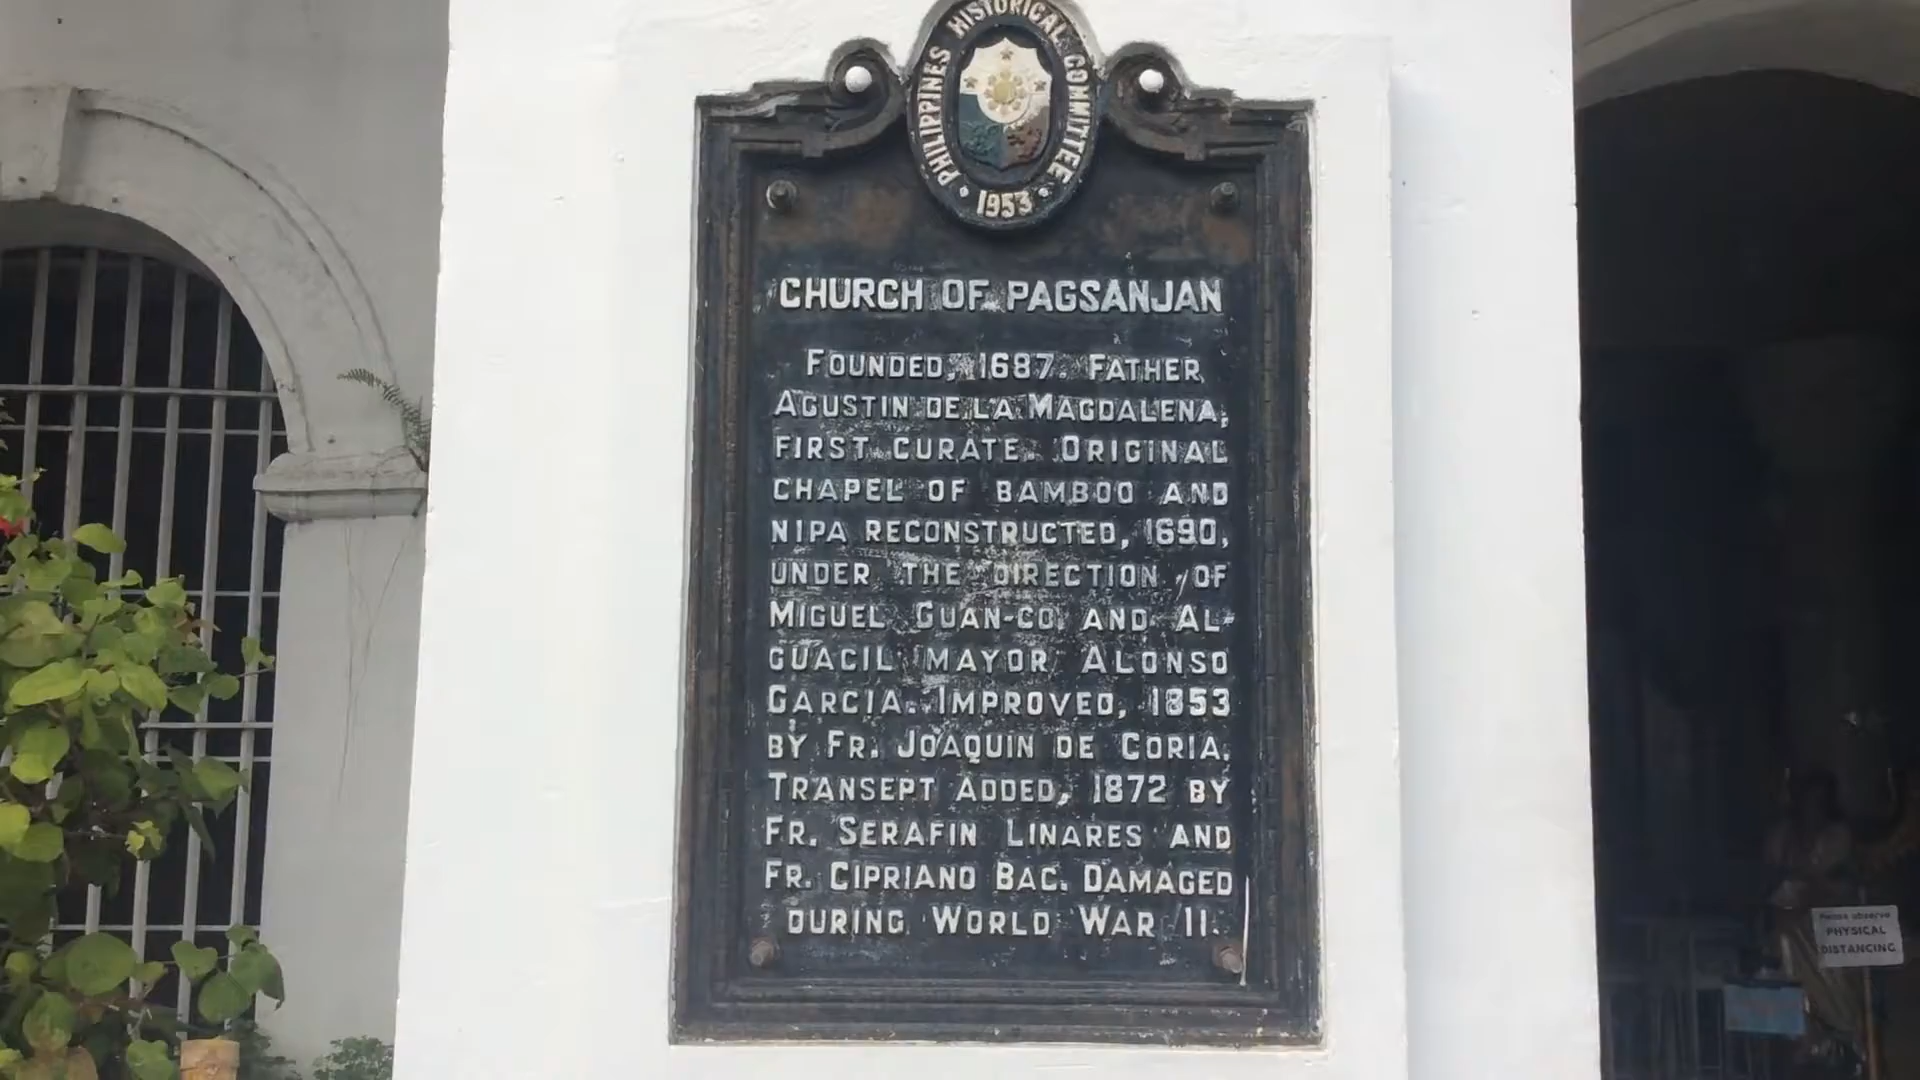 PHILIPPINES HISTORICAL COMMITTEE
• 1953 •
CHURCH OF PAGSANJAN
FOUNDED, 1687. FATHER
AGUSTIN DE LA MAGDALENA,
FIRST CURATE. ORIGINAL
CHAPEL OF BAMBOO AND
NIPA RECONSTRUCTED, 1690,
UNDER THE DIRECTION OF
MIGUEL GUAN-CO AND AL-
GUACIL MAYOR ALONSO
GARCIA. IMPROVED, 1853
BY FR. JOAQUIN DE CORIA.
TRANSEPT ADDED, 1872 BY
FR. SERAFIN LINARES AND
FR. CIPRIANO BAC. DAMAGED
DURING WORLD WAR II.
Please observe
PHYSICAL
DISTANCING